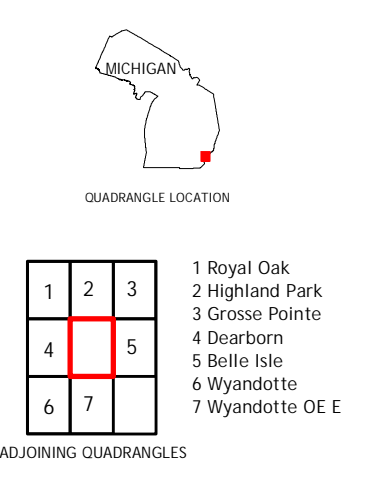 MICHIGAN
QUADRANGLE LOCATION
1 2 3
4 5
6 7
1 Royal Oak
2 Highland Park
3 Grosse Pointe
4 Dearborn
5 Belle Isle
6 Wyandotte
7 Wyandotte OE E
ADJOINING QUADRANGLES